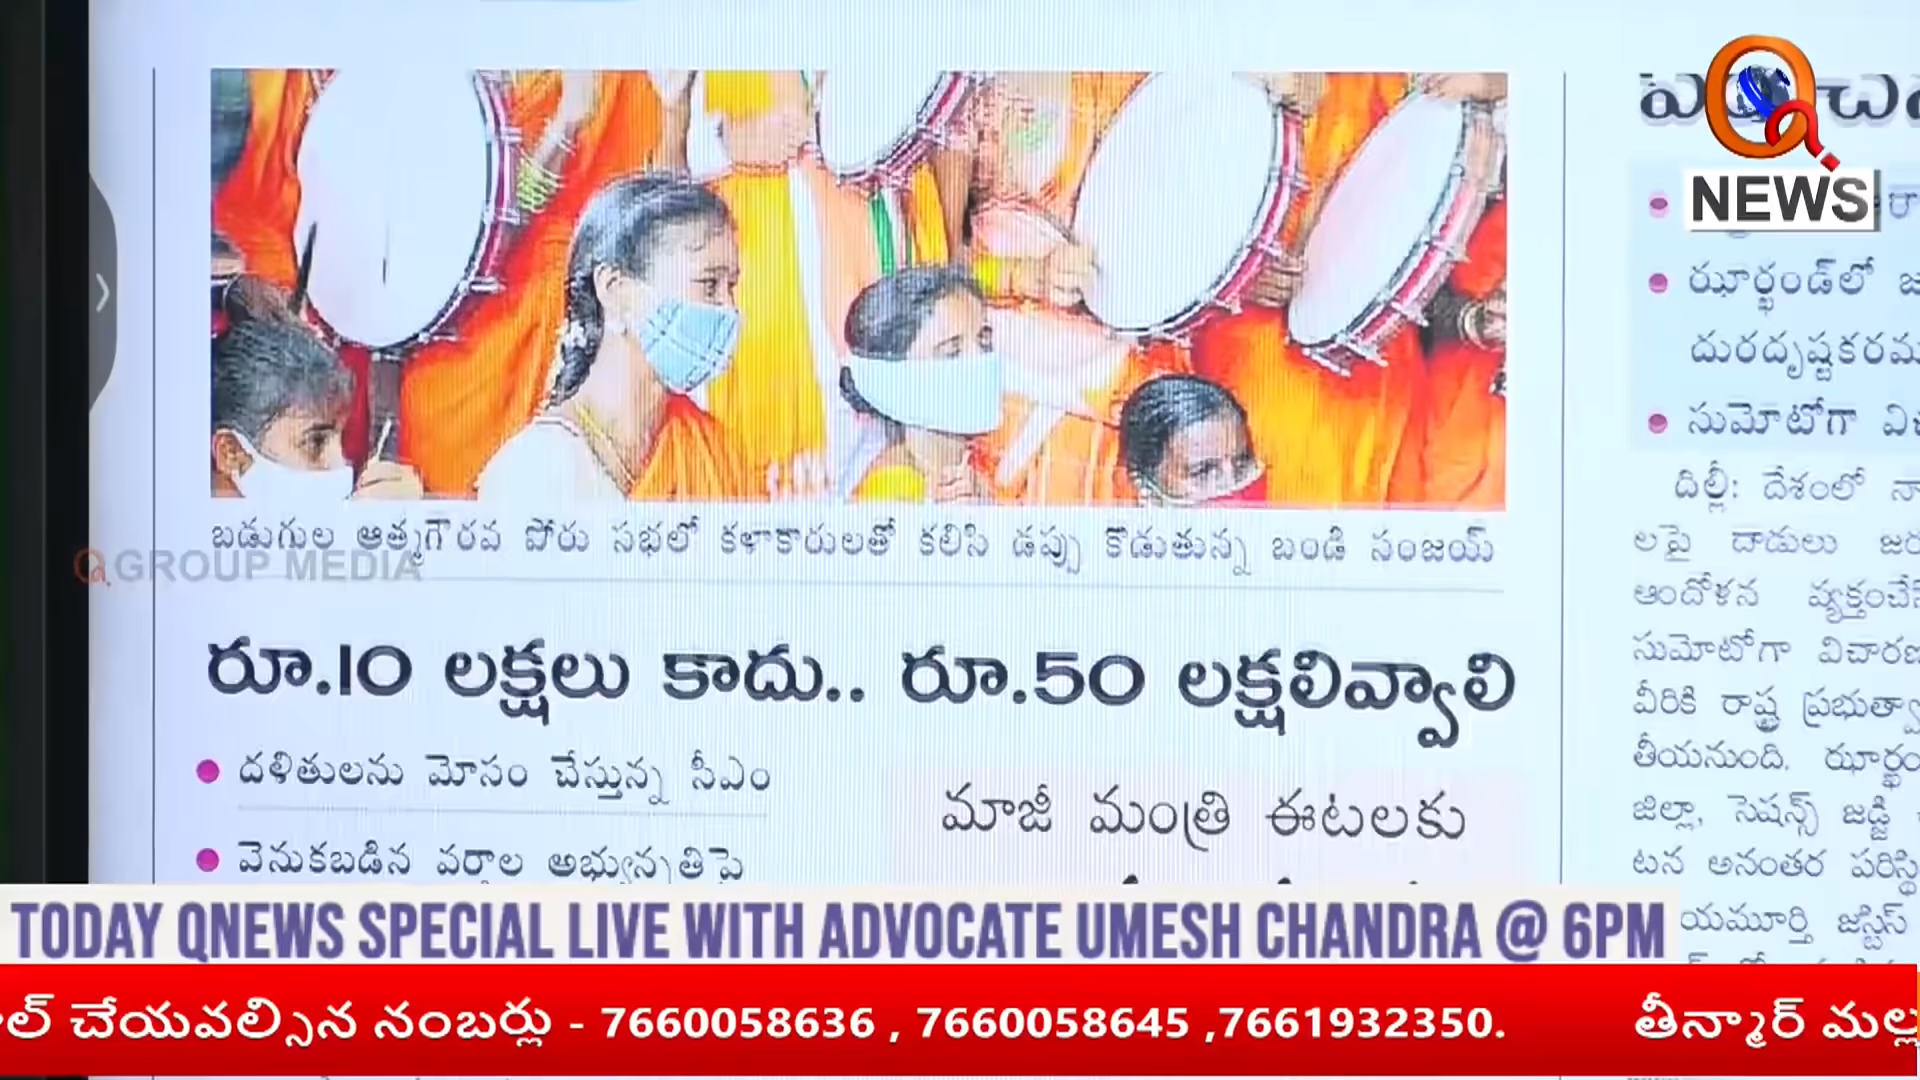 బడుగుల ఆత్మగౌరవ పోరు సభలో కళాకారులతో కలిసి డప్పు కొడుతున్న బండి సంజయ్
GROUP MEDIA
రూ.10 లక్షలు కాదు.. రూ.50 లక్షలివ్వాలి
దళితులను మోసం చేస్తున్న సీఎం
వెనుకబడిన వర్గాల అభ్యున్నతిపై
మాజీ మంత్రి ఈటలకు
NEWS
ఝార్ఖండ్‌లో జ
దురదృష్టకరమ
సుమోటోగా విచ
దిల్లీ: దేశంలో నా
లపై దాడులు జర
ఆందోళన వ్యక్తంచేస
సుమోటోగా విచారణ
వీరికి రాష్ట్ర ప్రభుత్వా
తీయనుంది. ఝార్ఖం
జిల్లా, సెషన్స్ జడ్జి
టన అనంతర పరిస్థి
యమూర్తి జస్టిస్
TODAY QNEWS SPECIAL LIVE WITH ADVOCATE UMESH CHANDRA @ 6PM
ాల్ చేయవల్సిన నంబర్లు - 7660058636 , 7660058645 ,7661932350. తీన్మార్ మల్ల